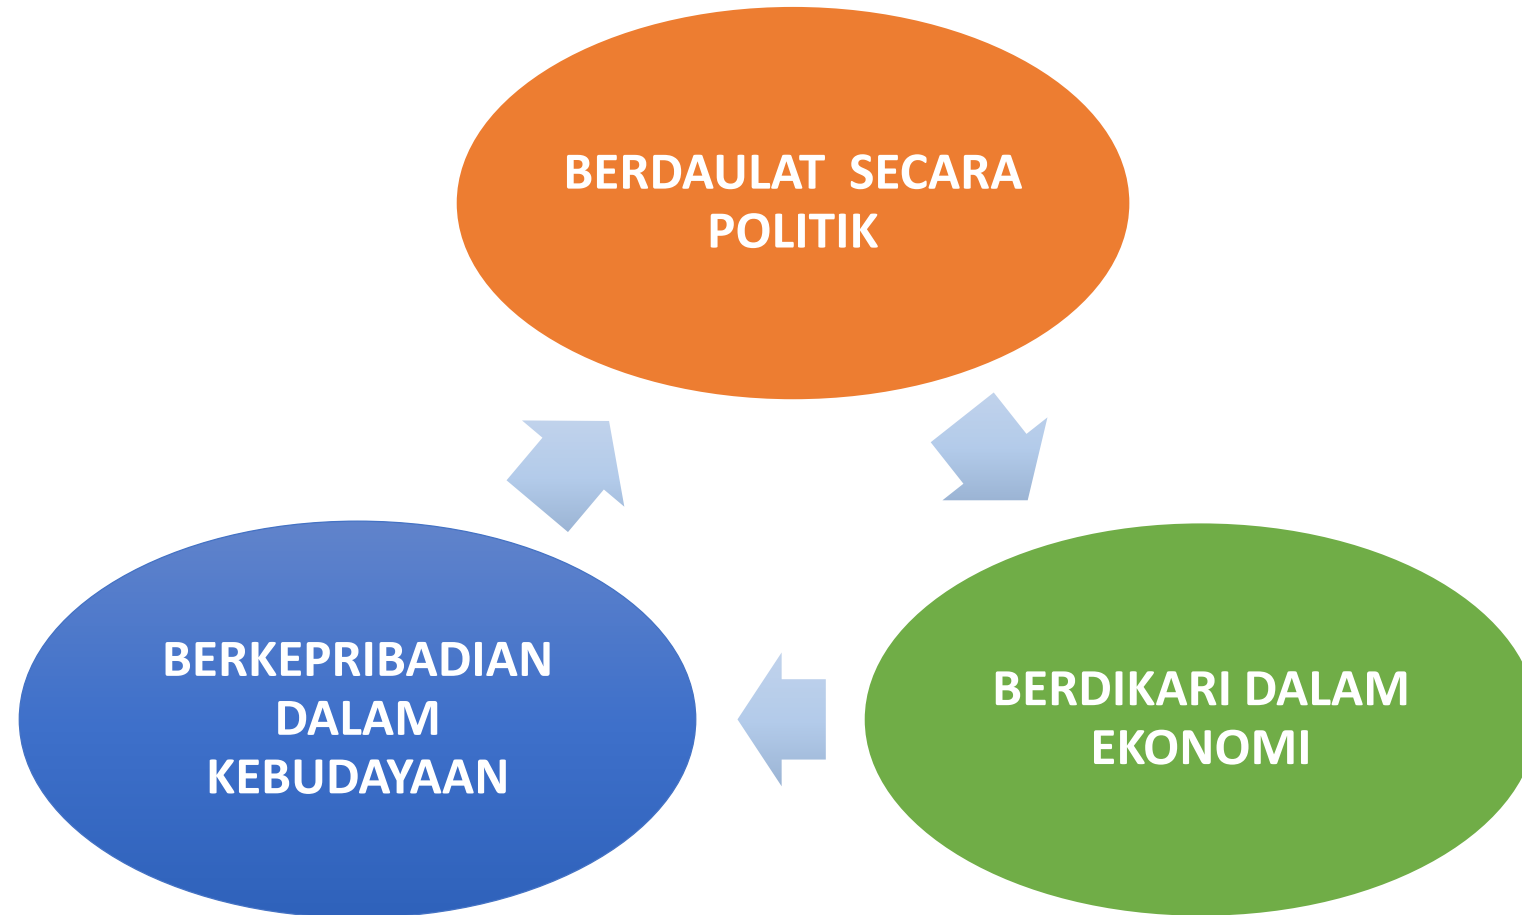 BERDAULAT  SECARA
POLITIK
BERKEPRIBADIAN
DALAM
KEBUDAYAAN
BERDIKARI DALAM
EKONOMI